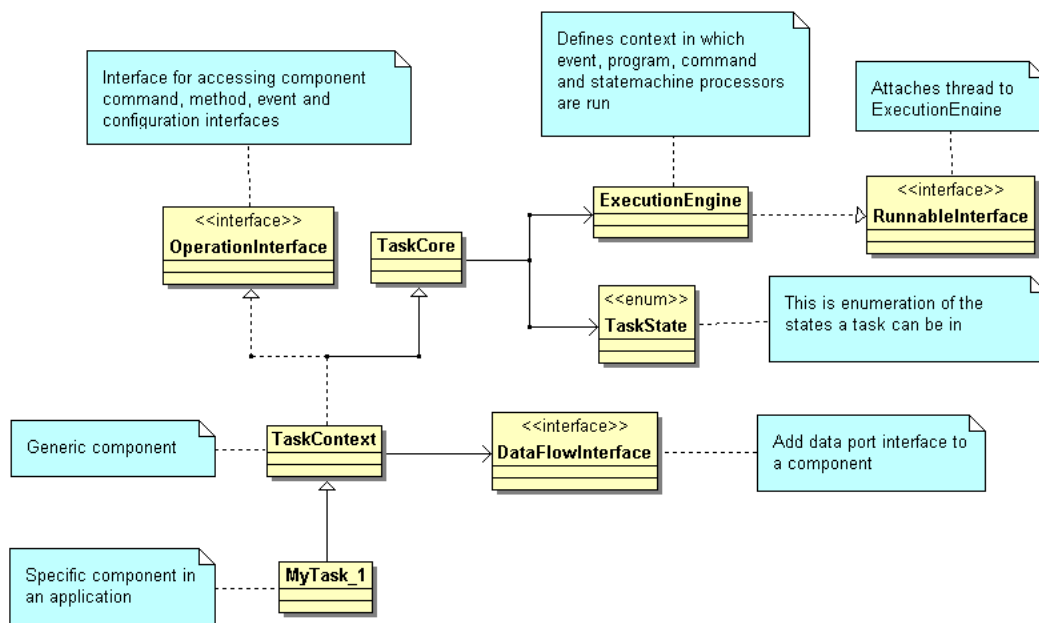 Defines context in which
event, program, command
and statemachine processors
are run
Interface for accessing component
command, method, event and
configuration interfaces
Attaches thread to
ExecutionEngine
<<interface>>
OperationInterface
TaskCore
ExecutionEngine
<<interface>>
RunnableInterface
<<enum>>
TaskState
This is enumeration of the
states a task can be in
Generic component
TaskContext
<<interface>>
DataFlowInterface
Add data port interface to
a component
Specific component in
an application
MyTask_1